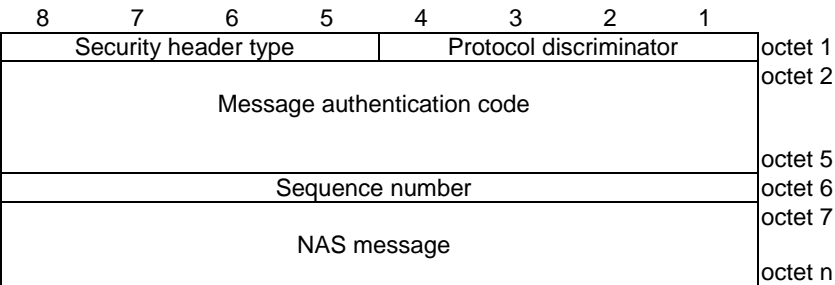 8 7 6 5 4 3 2 1
Security header type Protocol discriminator octet 1
octet 2
Message authentication code
octet 5
Sequence number octet 6
octet 7
NAS message
octet n